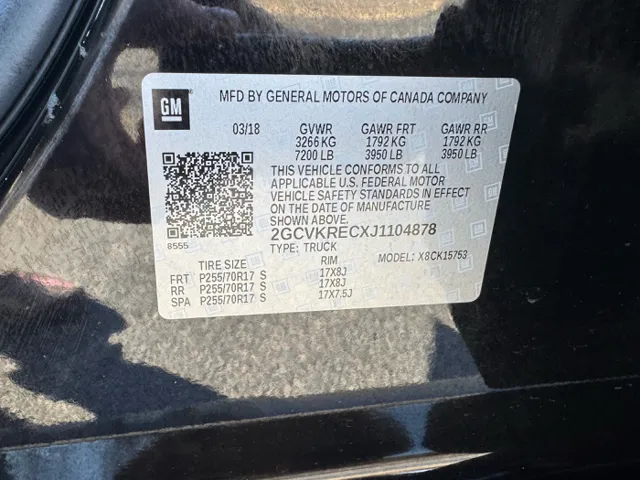 GM
MFD BY GENERAL MOTORS OF CANADA COMPANY
03/18 GVWR GAWR FRT GAWR RR
3266 KG 1792 KG 1792 KG
7200 LB 3950 LB 3950 LB
THIS VEHICLE CONFORMS TO ALL
APPLICABLE U.S. FEDERAL MOTOR
VEHICLE SAFETY STANDARDS IN EFFECT
ON THE DATE OF MANUFACTURE
SHOWN ABOVE.
8555 2GCVKRECXJ1104878
TYPE: TRUCK MODEL: X8CK15753
TIRE SIZE RIM
FRT P255/70R17 S 17X8J
RR P255/70R17 S 17X8J
SPA P255/70R17 S 17X7.5J